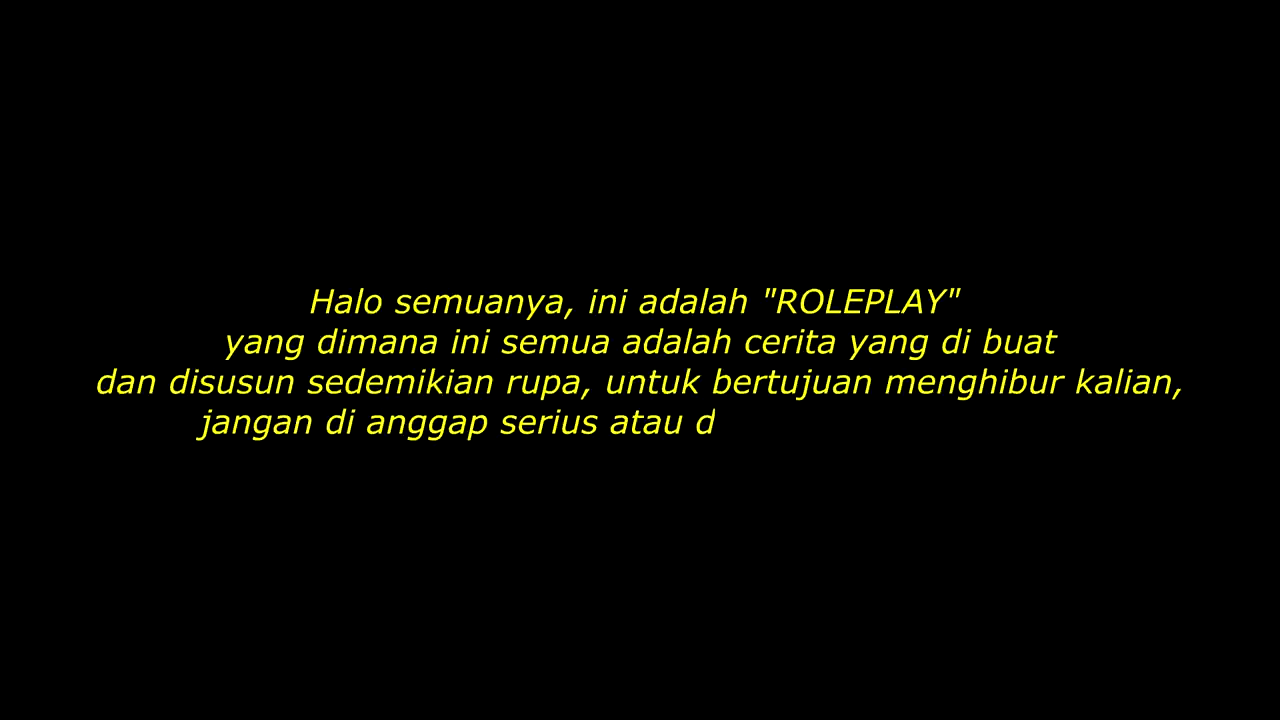 Halo semuanya, ini adalah "ROLEPLAY"
yang dimana ini semua adalah cerita yang di buat
dan disusun sedemikian rupa, untuk bertujuan menghibur kalian,
jangan di anggap serius atau d